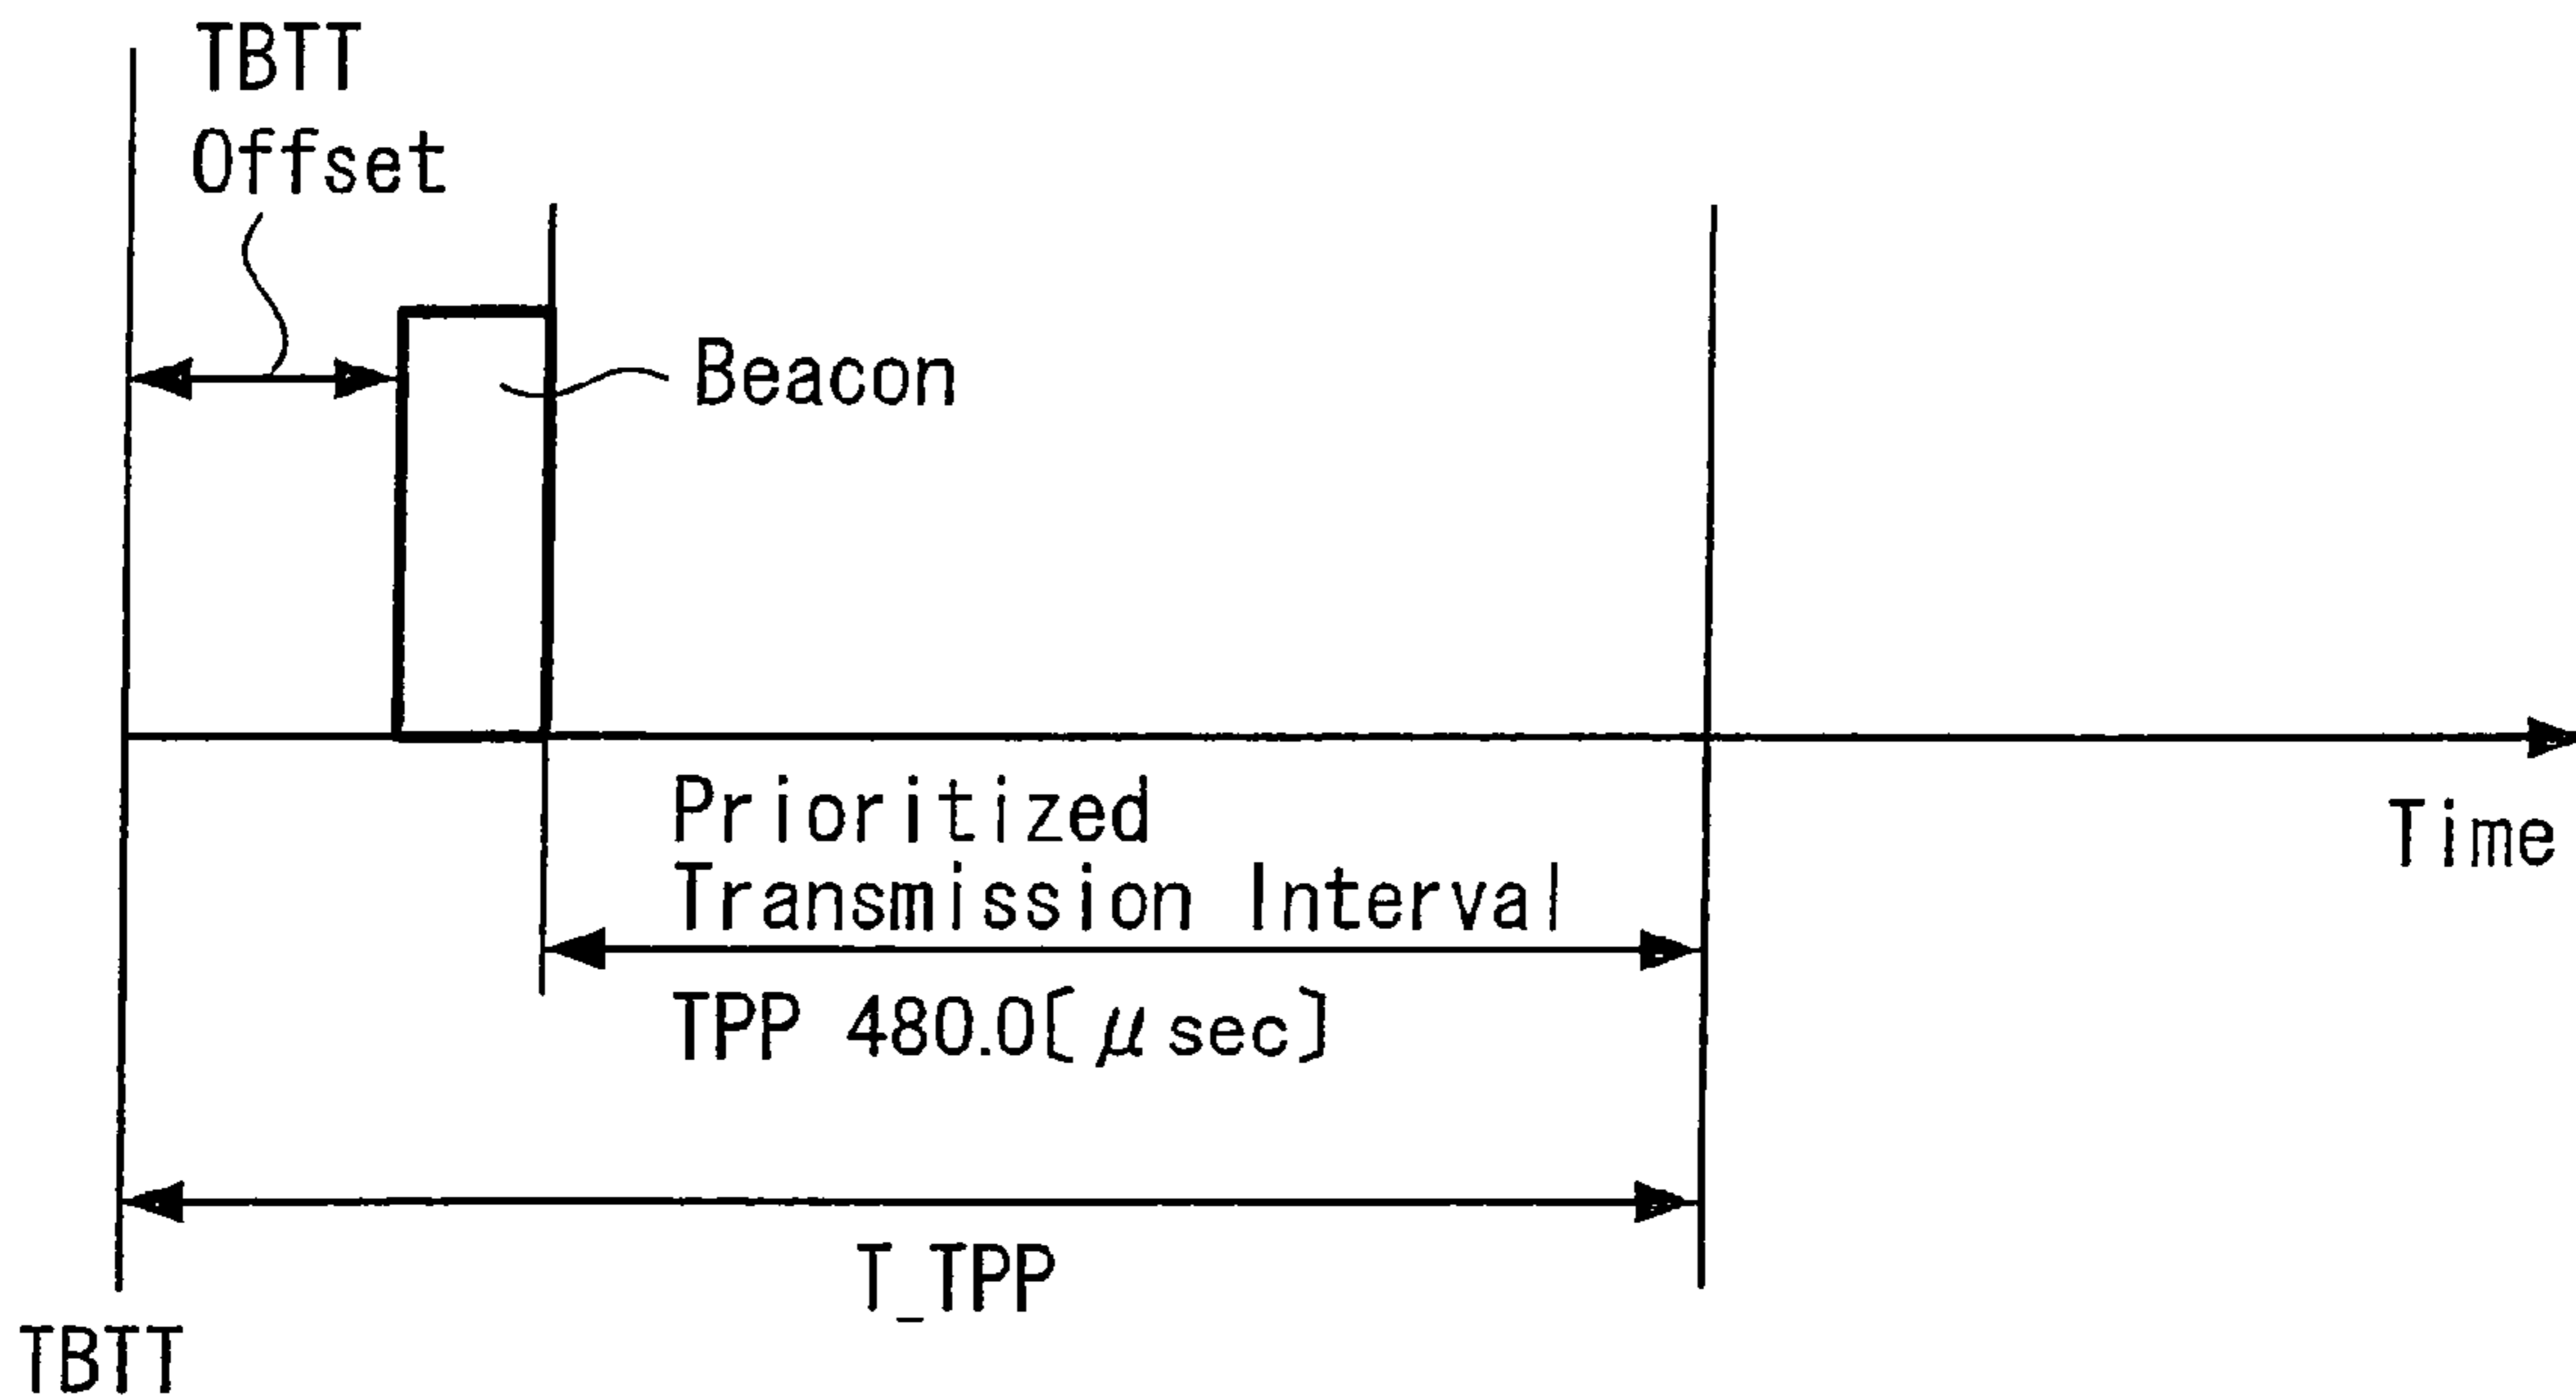 TBTT
Offset
Beacon
Prioritized
Transmission Interval
Time
TPP 480.0[μsec]
T_TPP
TBTT